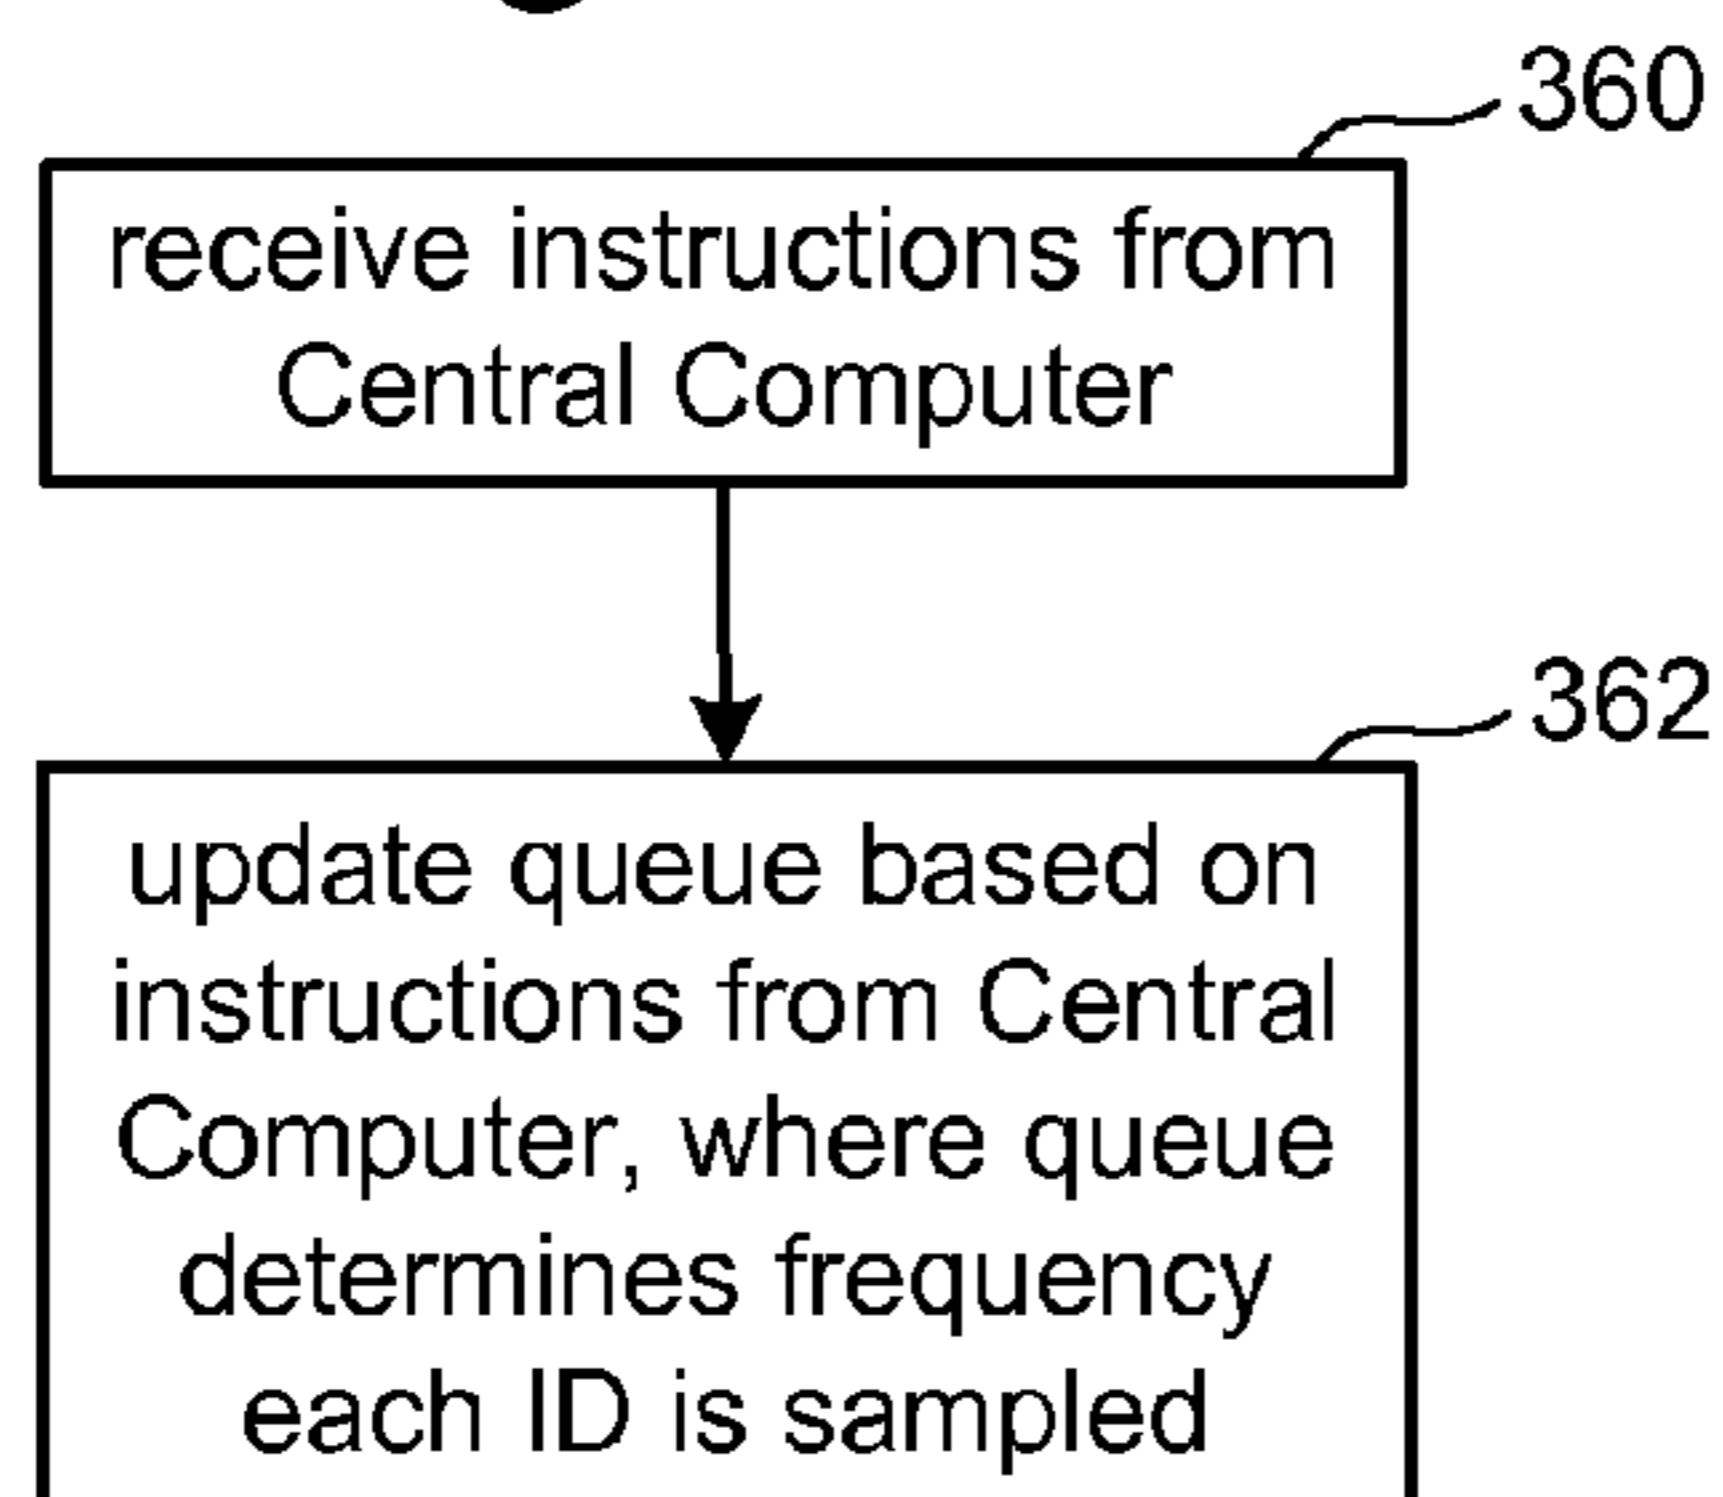 360
receive instructions from
Central Computer
362
update queue based on
instructions from Central
Computer, where queue
determines frequency
each ID is sampled